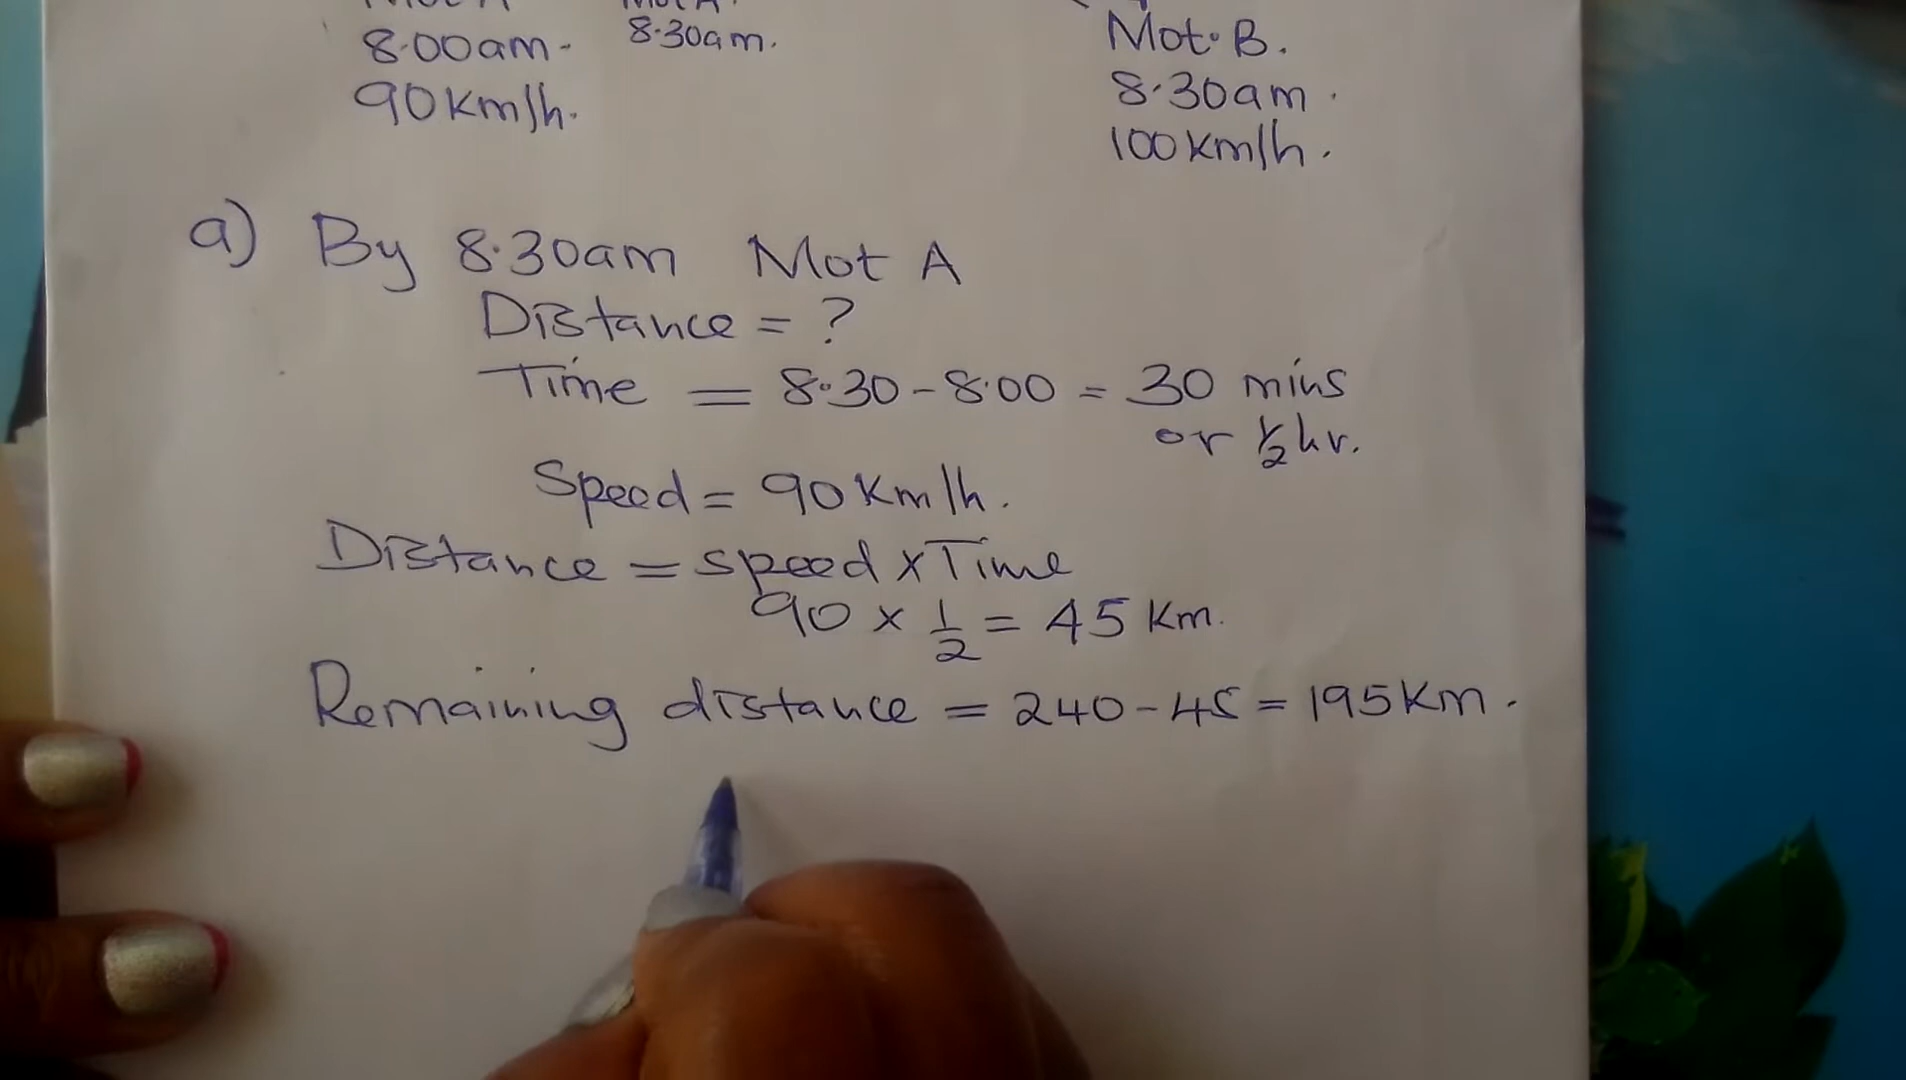 8.00am-
8.30am.
90Km/h.
Mot. B.
8.30am.
100Km/h.
a) By 8.30am Mot A
Distance = ?
Time = 8.30-8.00 = 30 mins
or 1/2 hr.
Speed = 90Km/h.
Distance = speed x Time
90 x 1/2 = 45 Km.
Remaining distance = 240-45 = 195Km.